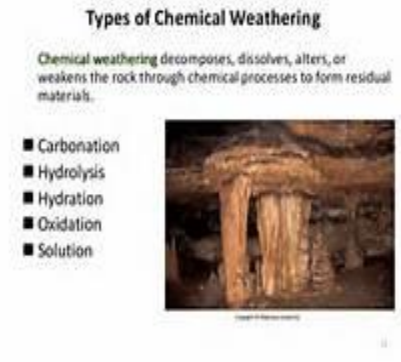 Types of Chemical Weathering
Chemical weathering decomposes, dissolves, alters, or
weakens the rock through chemical processes to form residual
materials.
■ Carbonation
■ Hydrolysis
■ Hydration
■ Oxidation
■ Solution